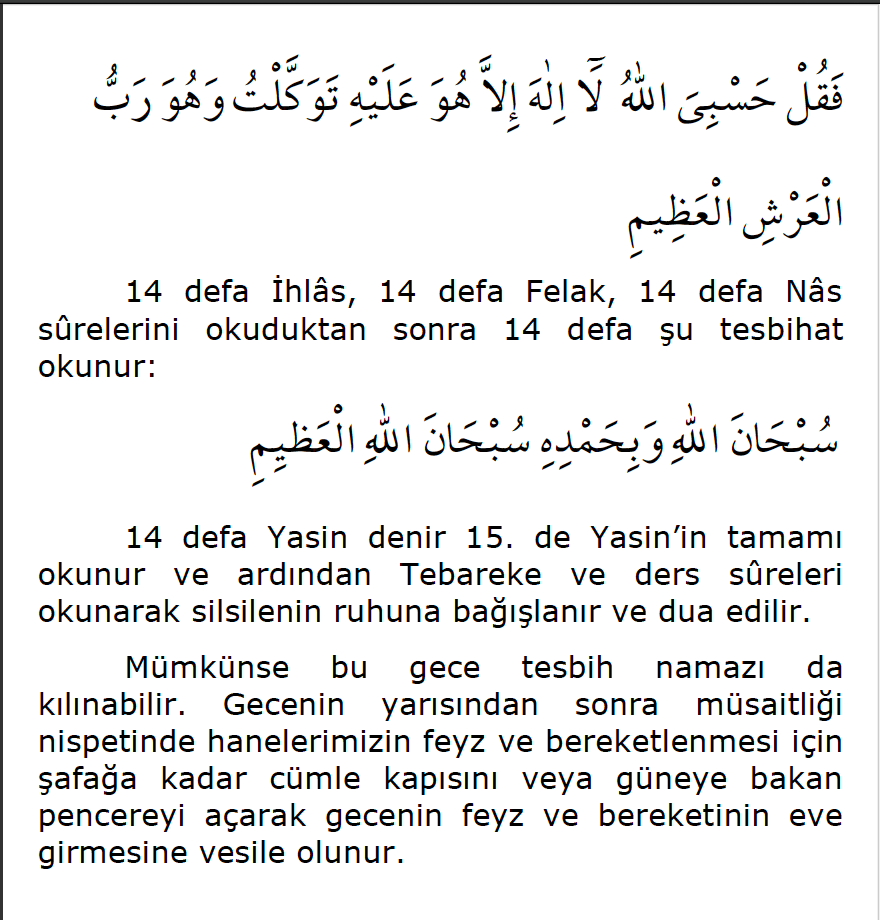 فَقُلْ حَسْبِىَ اللّٰهُ لَٓا اِلٰهَ إِلاَّ هُوَ عَلَيْهِ تَوَكَّلْتُ وَهُوَ رَبُّ
الْعَرْشِ الْعَظِيمِ
14 defa İhlâs, 14 defa Felak, 14 defa Nâs
sûrelerini okuduktan sonra 14 defa şu tesbihat
okunur:
سُبْحَانَ اللّٰهِ وَبِحَمْدِهِ سُبْحَانَ اللّٰهِ الْعَظيِمِ
14 defa Yasin denir 15. de Yasin’in tamamı
okunur ve ardından Tebareke ve ders sûreleri
okunarak silsilenin ruhuna bağışlanır ve dua edilir.
Mümkünse bu gece tesbih namazı da
kılınabilir. Gecenin yarısından sonra müsaitliği
nispetinde hanelerimizin feyz ve bereketlenmesi için
şafağa kadar cümle kapısını veya güneye bakan
pencereyi açarak gecenin feyz ve bereketinin eve
girmesine vesile olunur.